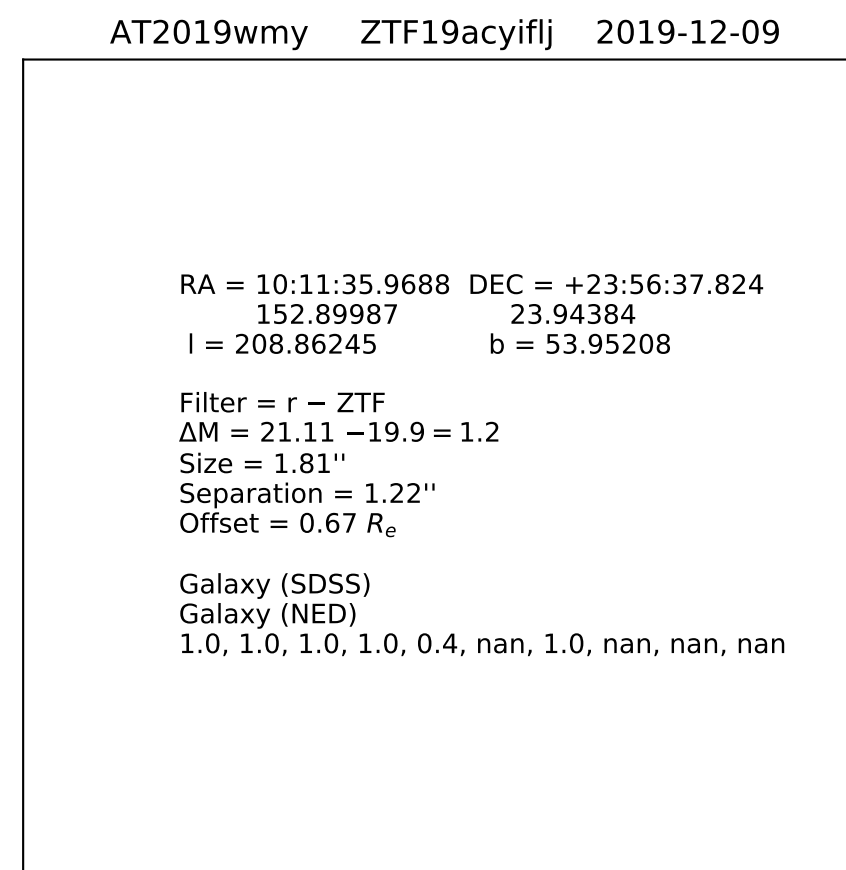 AT2019wmy ZTF19acyiflj 2019-12-09
RA = 10:11:35.9688 DEC = +23:56:37.824
152.89987 23.94384
l = 208.86245 b = 53.95208
Filter = r − ZTF
ΔM = 21.11 −19.9 = 1.2
Size = 1.81''
Separation = 1.22''
Offset = 0.67 Re
Galaxy (SDSS)
Galaxy (NED)
1.0, 1.0, 1.0, 1.0, 0.4, nan, 1.0, nan, nan, nan